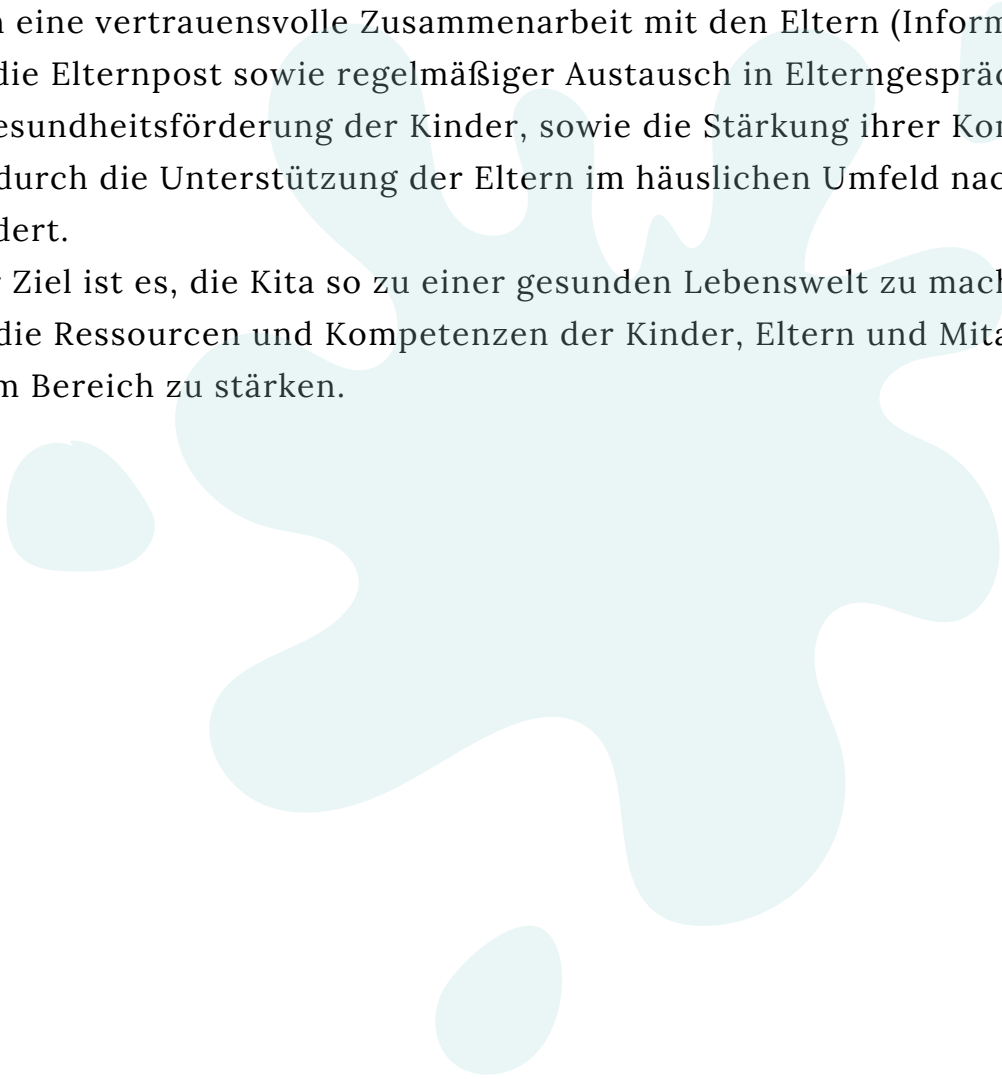 eine vertrauensvolle Zusammenarbeit mit den Eltern (Inform
die Elternpost sowie regelmäßiger Austausch in Elterngespräc
esundheitsförderung der Kinder, sowie die Stärkung ihrer Kor
durch die Unterstützung der Eltern im häuslichen Umfeld nac
dert.
Ziel ist es, die Kita so zu einer gesunden Lebenswelt zu mach
die Ressourcen und Kompetenzen der Kinder, Eltern und Mita
m Bereich zu stärken.